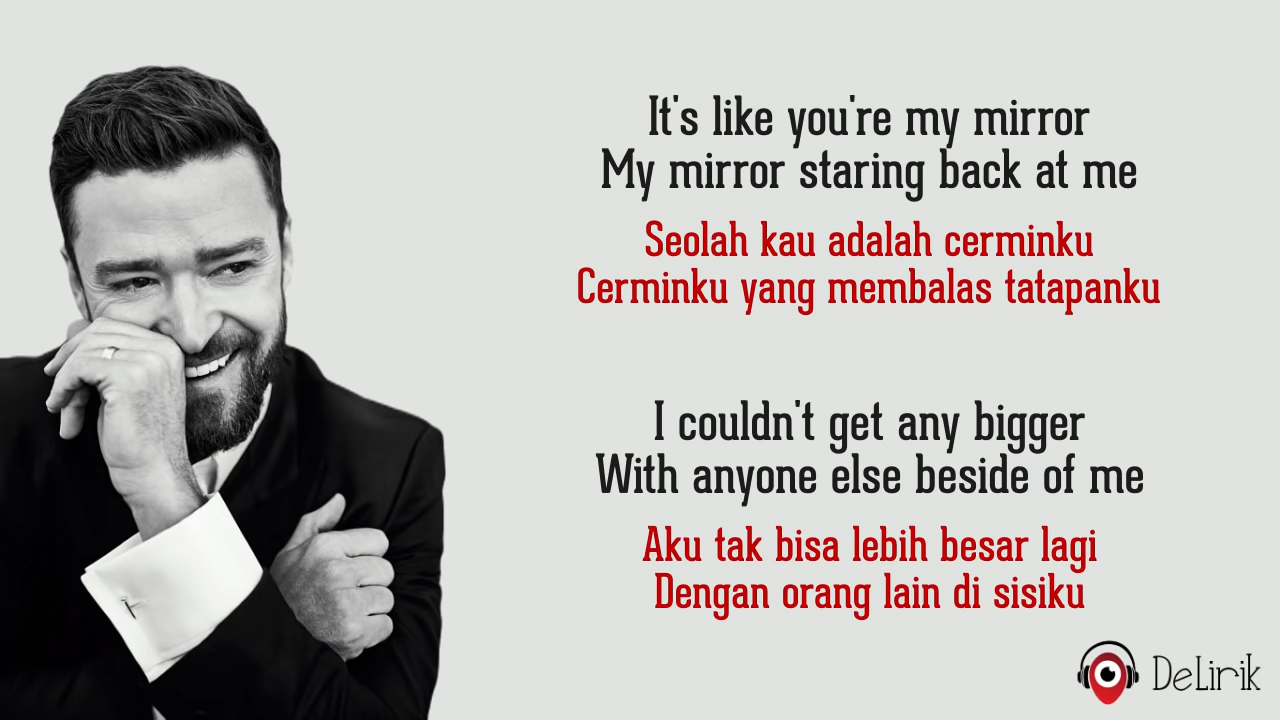 It's like you're my mirror
My mirror staring back at me
Seolah kau adalah cerminku
Cerminku yang membalas tatapanku
I couldn't get any bigger
With anyone else beside of me
Aku tak bisa lebih besar lagi
Dengan orang lain di sisiku
DeLirik